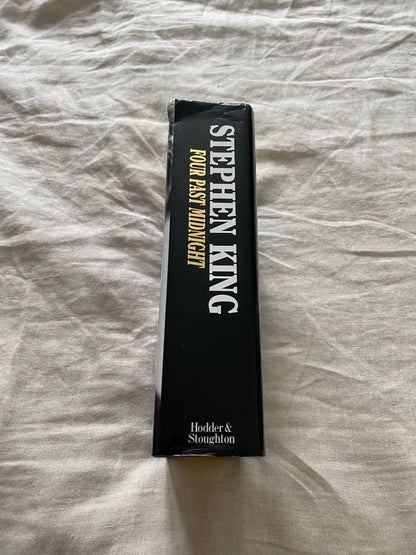 STEPHEN KING
FOUR PAST MIDNIGHT
Hodder &
Stoughton